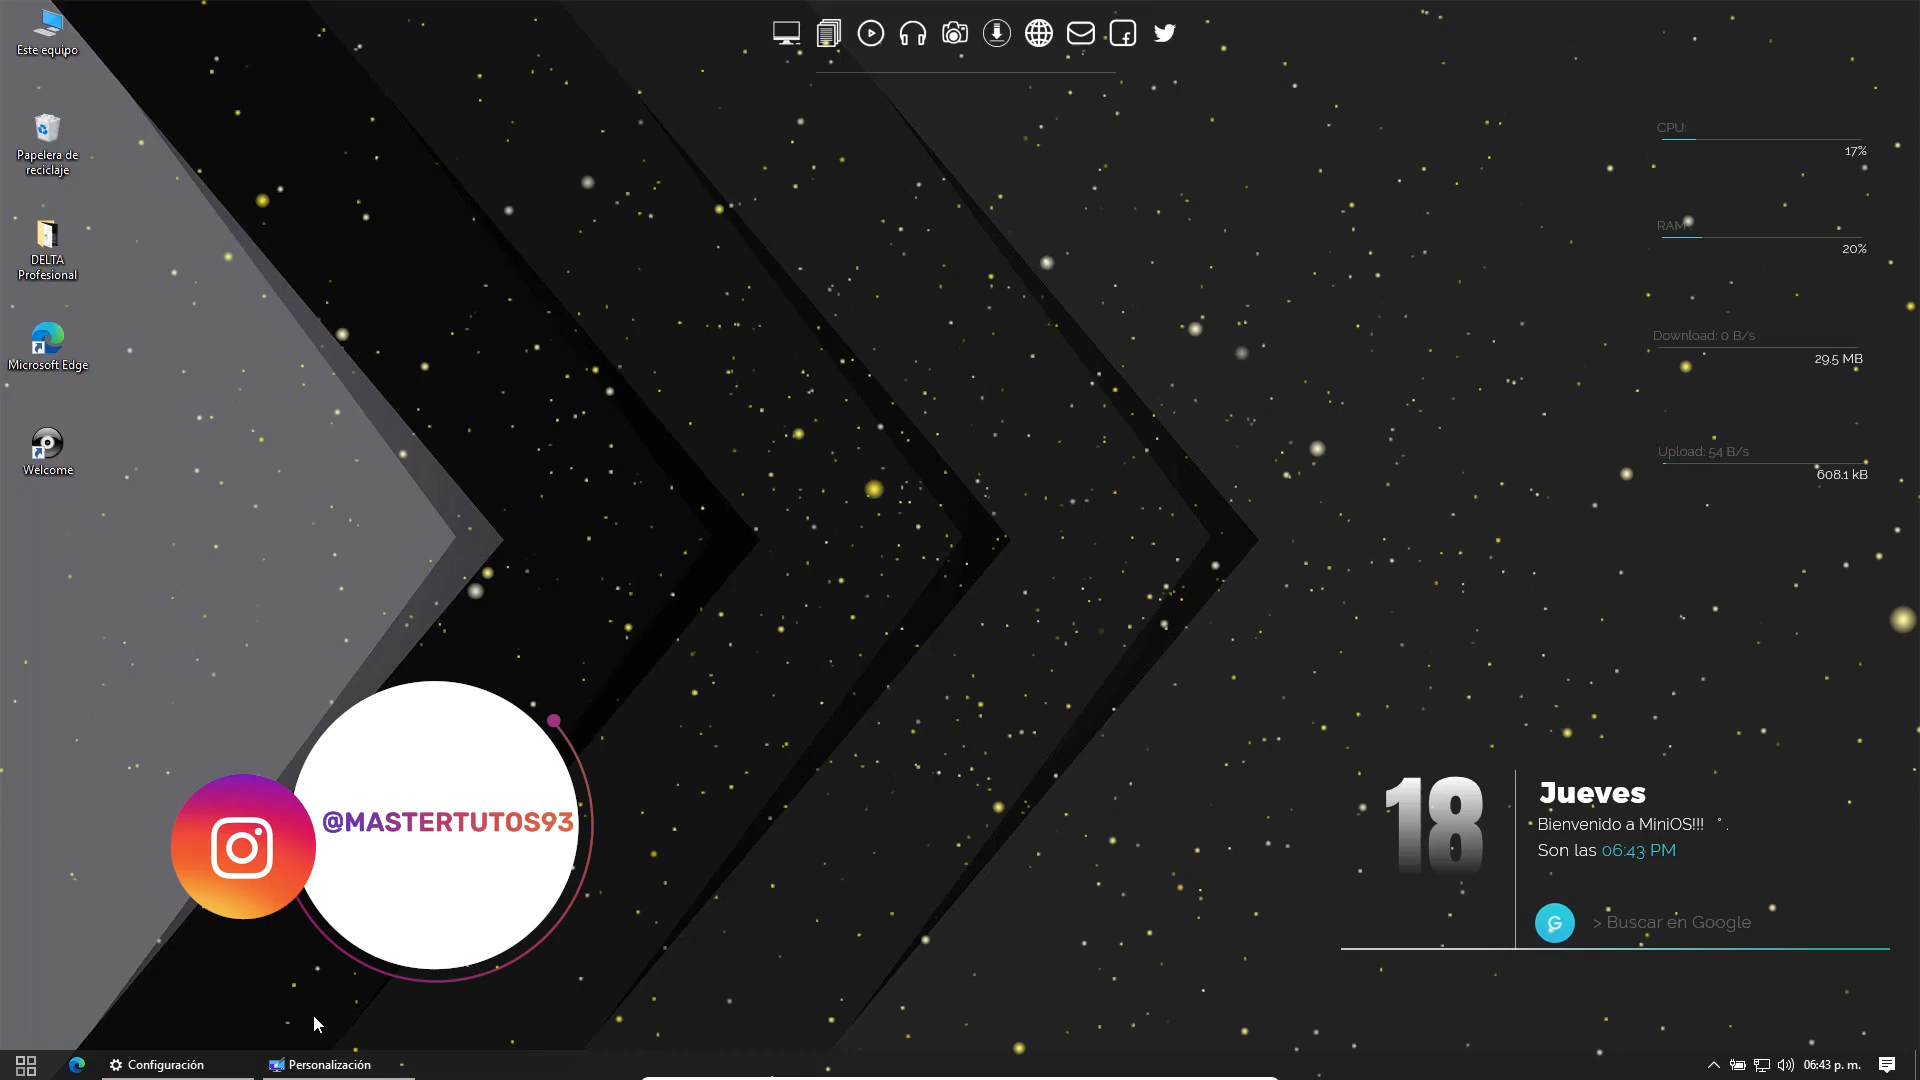 Este equipo
Papelera de
reciclaje
DELTA
Profesional
Microsoft Edge
Welcome
CPU:
17%
RAM:
20%
Download: 0 B/s
29.5 MB
Upload: 54 B/s
608.1 kB
@MASTERTUTOS93
18
Jueves
Bienvenido a MiniOS!!!
Son las 06:43 PM
G
> Buscar en Google
Configuración
Personalización
06:43 p. m.